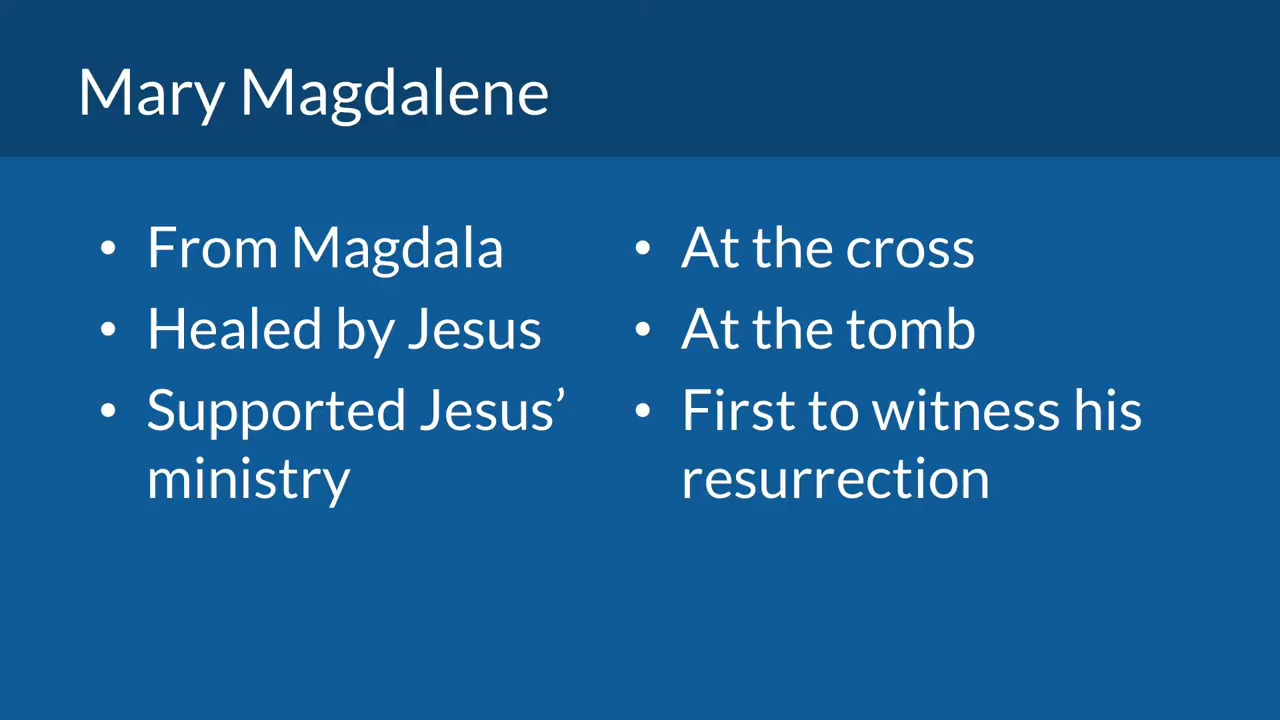 Mary Magdalene
• From Magdala
• Healed by Jesus
• Supported Jesus’
ministry
• At the cross
• At the tomb
• First to witness his
resurrection